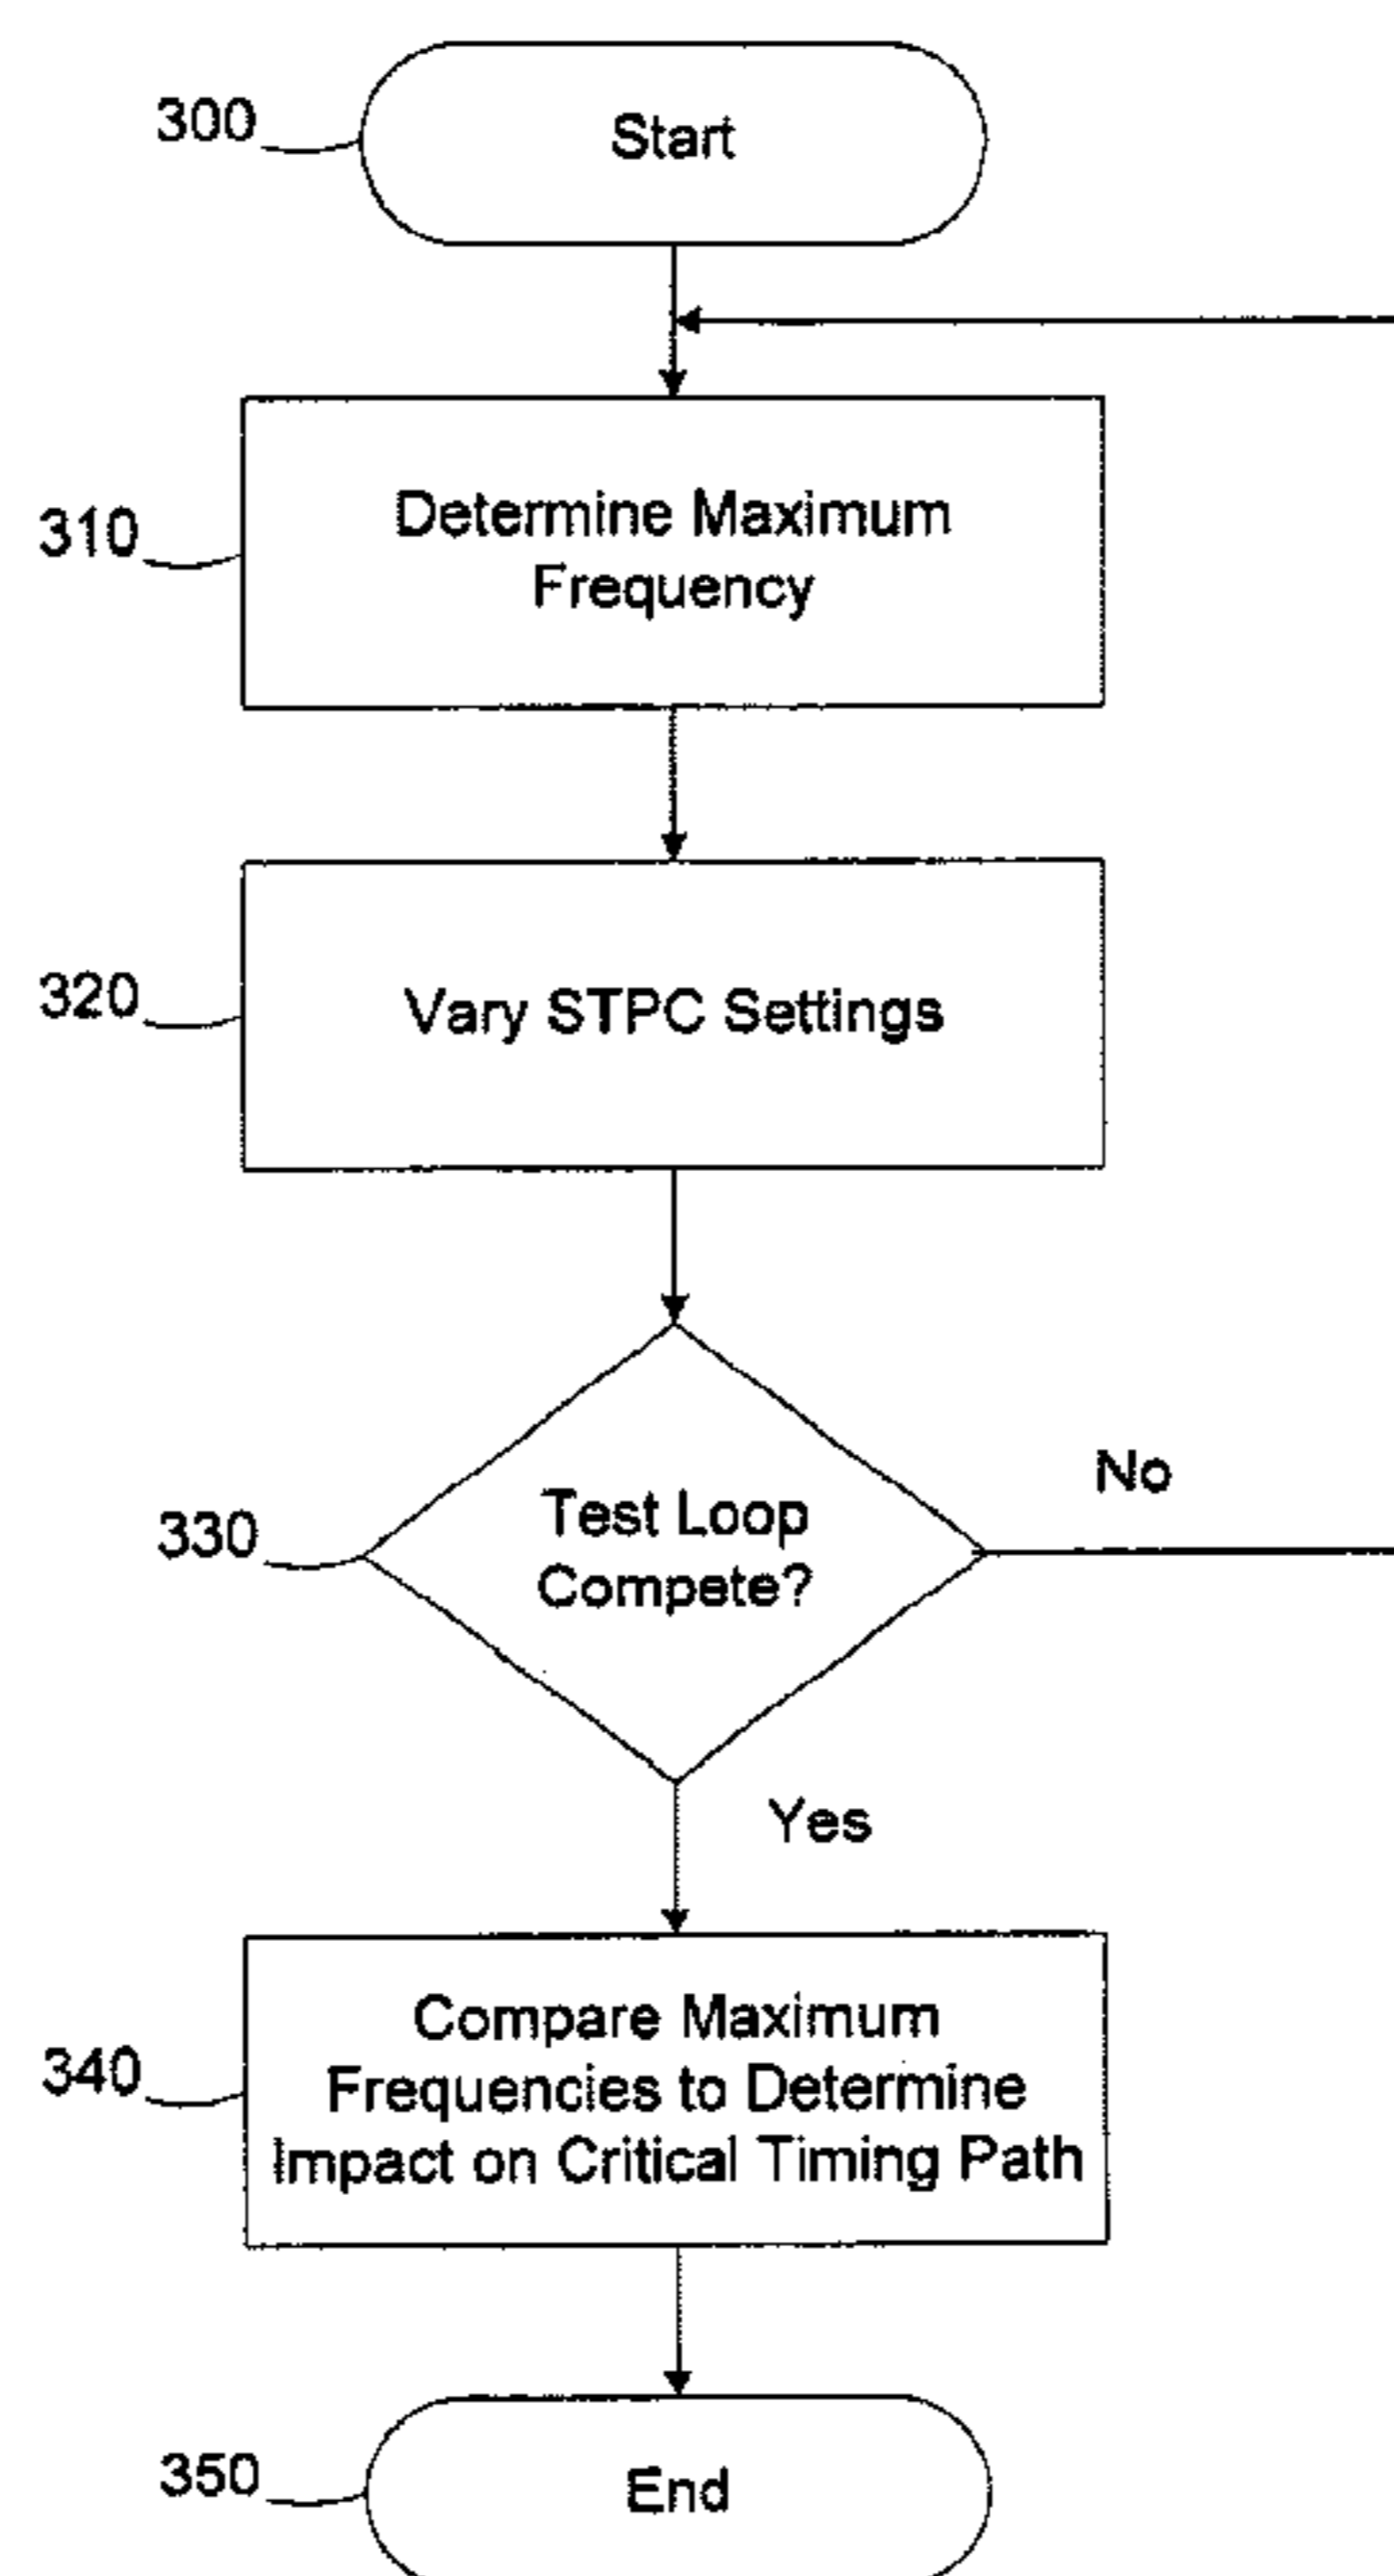 300
Start
310
Determine Maximum
Frequency
320
Vary STPC Settings
330
Test Loop
Compete?
No
Yes
340
Compare Maximum
Frequencies to Determine
Impact on Critical Timing Path
350
End